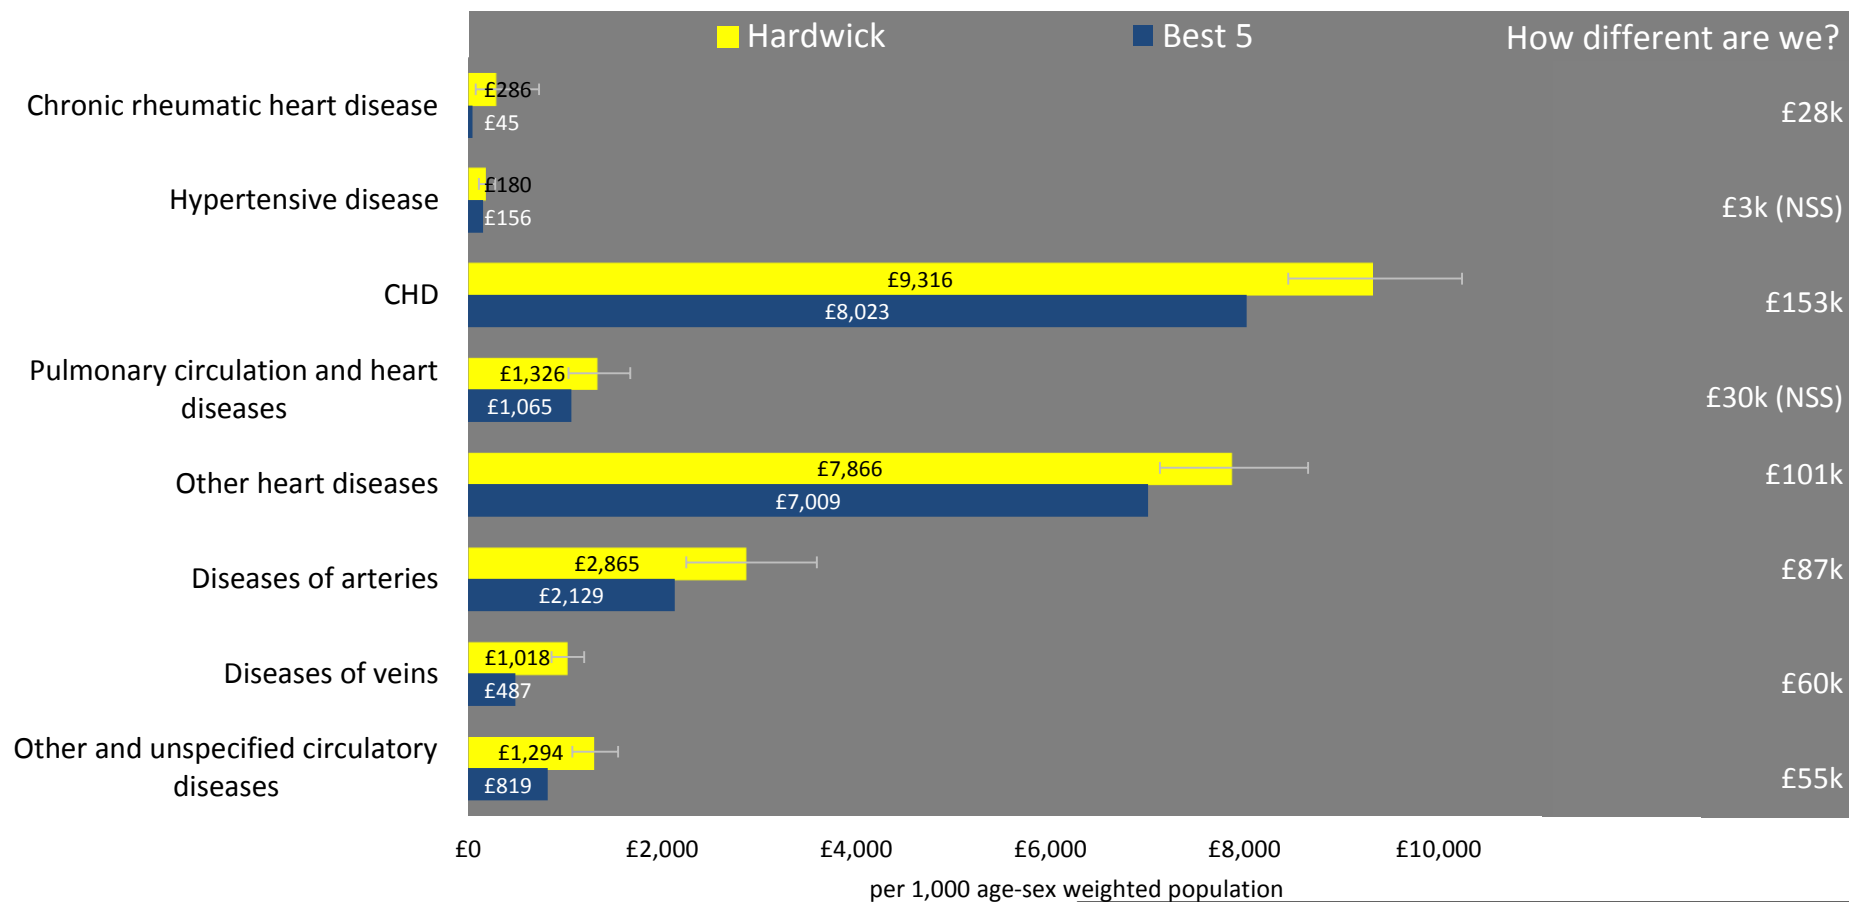 Hardwick
Best 5
How different are we?
Chronic rheumatic heart disease
£286
£45
£28k
Hypertensive disease
£180
£156
£3k (NSS)
CHD
£9,316
£8,023
£153k
Pulmonary circulation and heart
diseases
£1,326
£1,065
£30k (NSS)
Other heart diseases
£7,866
£7,009
£101k
Diseases of arteries
£2,865
£2,129
£87k
Diseases of veins
£1,018
£487
£60k
Other and unspecified circulatory
diseases
£1,294
£819
£55k
£0 £2,000 £4,000 £6,000 £8,000 £10,000
per 1,000 age-sex weighted population